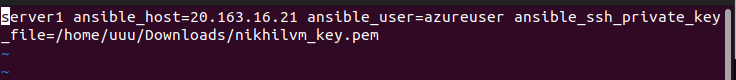 server1 ansible_host=20.163.16.21 ansible_user=azureuser ansible_ssh_private_key
_file=/home/uuu/Downloads/nikhilvm_key.pem
~
~